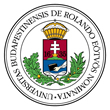 UNIVERSITAS BUDAPESTINENSIS DE ROLANDO EÖTVÖS NOMINATA